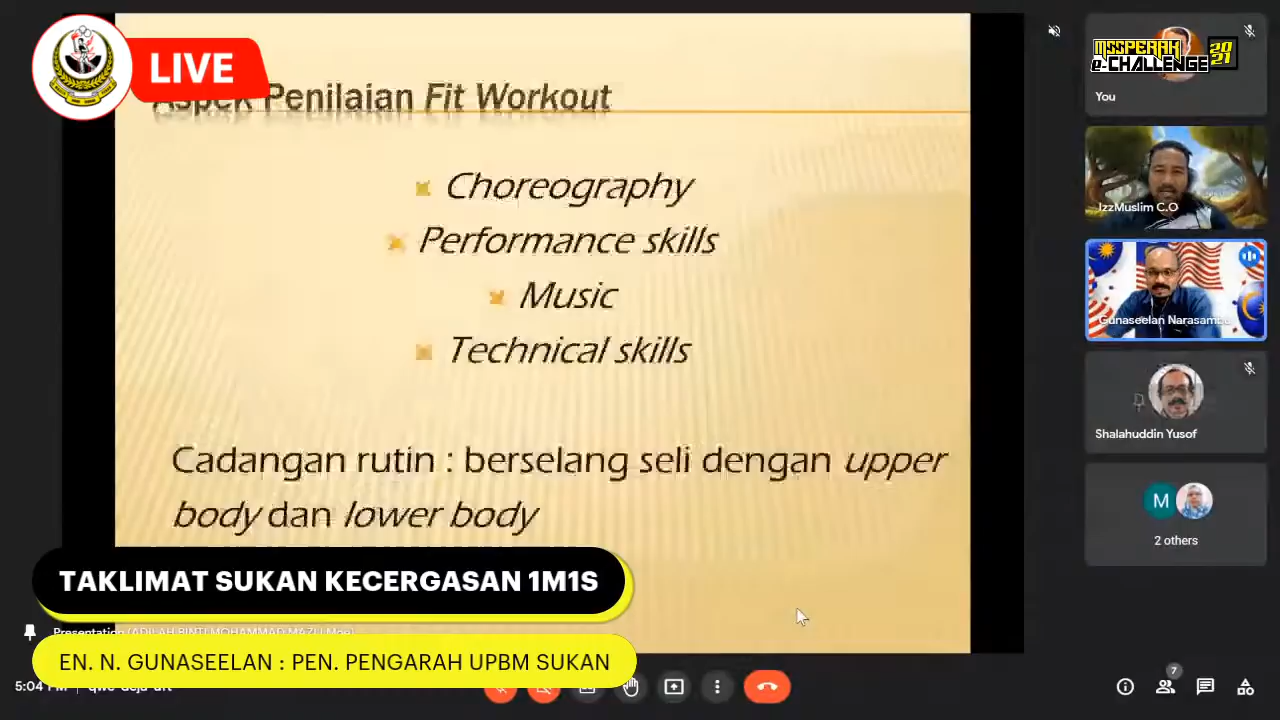 LIVE
Aspek Penilaian Fit Workout
Choreography
Performance skills
Music
Technical skills
Cadangan rutin : berselang seli dengan upper
body dan lower body
TAKLIMAT SUKAN KECERGASAN 1M1S
EN. N. GUNASEELAN : PEN. PENGARAH UPBM SUKAN
5:04 PM
MSSPERAK
e-CHALLENGE
2021
You
IzzMuslim C.O
Gunaseelan Narasambu
Shalahuddin Yusof
M
2 others
7